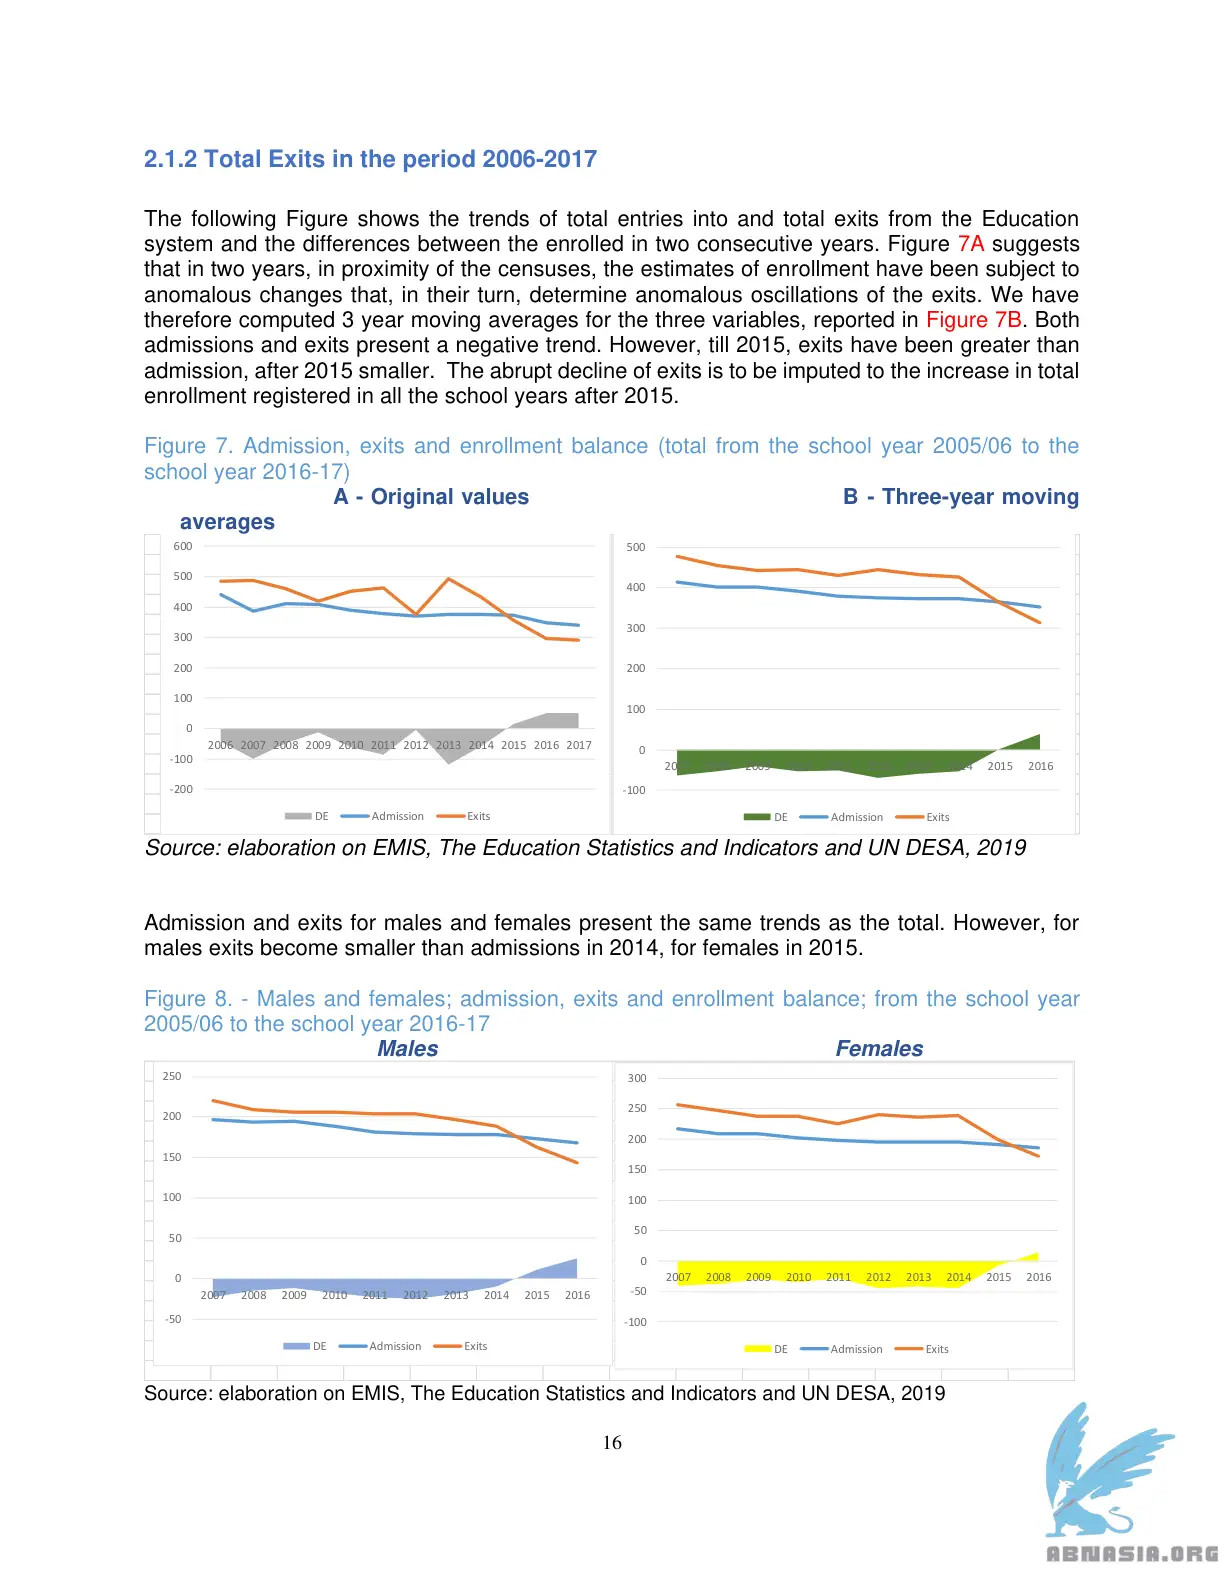 2.1.2 Total Exits in the period 2006-2017
The following Figure shows the trends of total entries into and total exits from the Education
system and the differences between the enrolled in two consecutive years. Figure 7A suggests
that in two years, in proximity of the censuses, the estimates of enrollment have been subject to
anomalous changes that, in their turn, determine anomalous oscillations of the exits. We have
therefore computed 3 year moving averages for the three variables, reported in Figure 7B. Both
admissions and exits present a negative trend. However, till 2015, exits have been greater than
admission, after 2015 smaller.  The abrupt decline of exits is to be imputed to the increase in total
enrollment registered in all the school years after 2015.
Figure 7. Admission, exits and enrollment balance (total from the school year 2005/06 to the
school year 2016-17)
A - Original values B - Three-year moving
averages
600
500
400
300
200
100
0
2006 2007 2008 2009 2010 2011 2012 2013 2014 2015 2016 2017
-100
-200
DE Admission Exits
500
400
300
200
100
0
2015 2016
-100
DE Admission Exits
Source: elaboration on EMIS, The Education Statistics and Indicators and UN DESA, 2019
Admission and exits for males and females present the same trends as the total. However, for
males exits become smaller than admissions in 2014, for females in 2015.
Figure 8. - Males and females; admission, exits and enrollment balance; from the school year
2005/06 to the school year 2016-17
Males Females
250
200
150
100
50
0
2007 2008 2009 2010 2011 2012 2013 2014 2015 2016
-50
DE Admission Exits
300
250
200
150
100
50
0
2007 2008 2009 2010 2011 2012 2013 2014 2015 2016
-50
-100
DE Admission Exits
Source: elaboration on EMIS, The Education Statistics and Indicators and UN DESA, 2019
16
ABNASIA.ORG